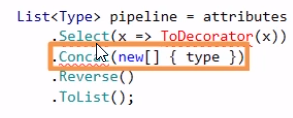 List<Type> pipeline = attributes
.Select(x => ToDecorator(x))
.Concat(new[] { type })
.Reverse()
.ToList();